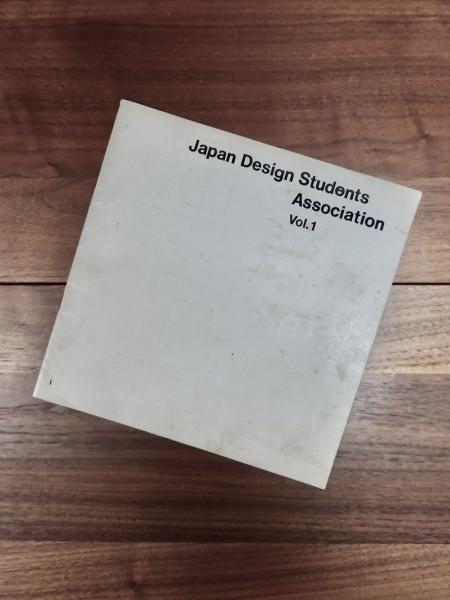 Japan Design Students
Association
Vol.1